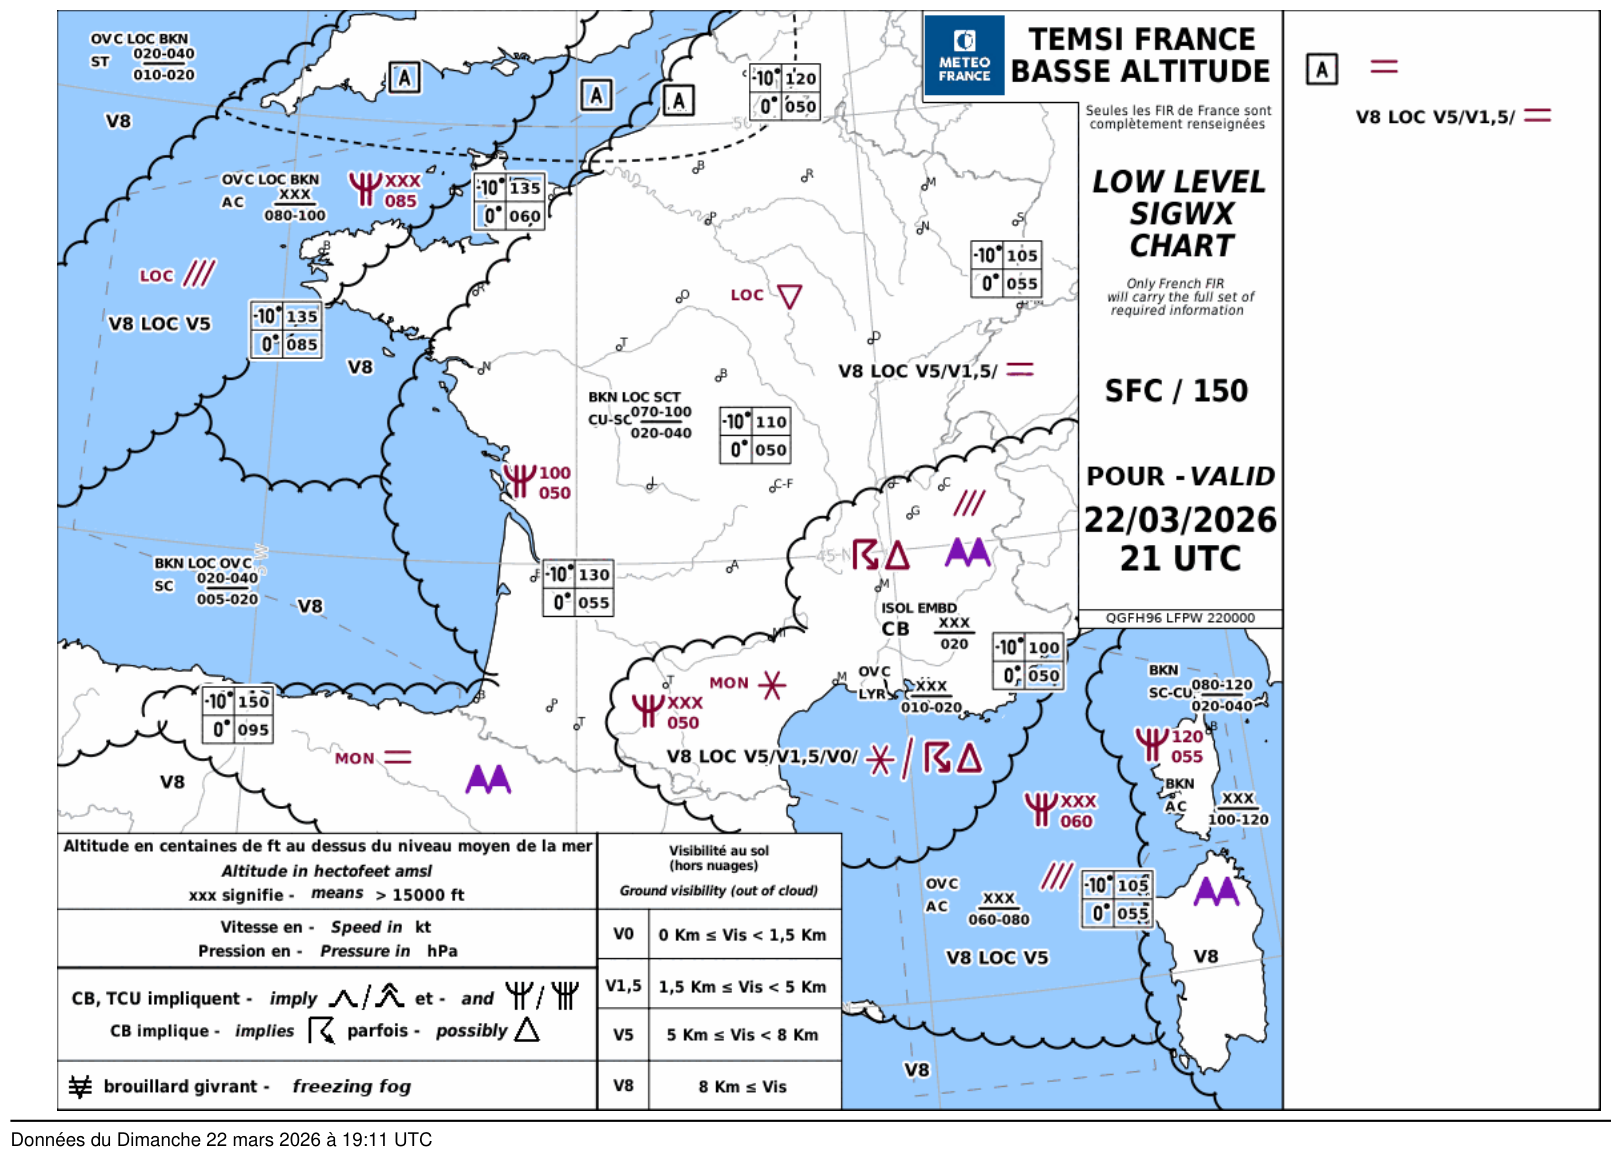 OVC LOC BKN
ST 020-040
010-020
V8
A
A
A
-10° 120
0° 050
50
METEO
FRANCE
TEMSI FRANCE
BASSE ALTITUDE
Seules les FIR de France sont
complètement renseignées
LOW LEVEL
SIGWX
CHART
Only French FIR
will carry the full set of
required information
SFC / 150
POUR - VALID
22/03/2026
21 UTC
QGFH96 LFPW 220000
A
V8 LOC V5/V1,5/
OVC LOC BKN
AC XXX
080-100
XXX
085
-10° 135
0° 060
B
R
M
P
N
S
B
-10° 105
0° 055
LOC
V8 LOC V5
-10° 135
0° 085
V8
R
O
LOC
T
D
N
B
V8 LOC V5/V1,5/
BKN LOC SCT
CU-SC 070-100
020-040
-10° 110
0° 050
100
050
L
C-F
L
C
G
45-N
BKN LOC OVC
SC 020-040
005-020
V8
-10° 130
0° 055
A
M
ISOL EMBD
CB XXX
020
-10° 100
0° 050
M
T
M
MON
XXX
050
OVC
LYR XXX
010-020
V8 LOC V5/V1,5/V0/
BKN
SC-CU 080-120
020-040
B
120
055
BKN
AC XXX
100-120
-10° 150
0° 095
B
P
T
MON
V8
XXX
060
OVC
AC XXX
060-080
-10° 105
0° 055
V8 LOC V5
V8
V8
Altitude en centaines de ft au dessus du niveau moyen de la mer
Altitude in hectofeet amsl
xxx signifie - means > 15000 ft
Vitesse en - Speed in kt
Pression en - Pressure in hPa
CB, TCU impliquent - imply / et - and /
CB implique - implies parfois - possibly
brouillard givrant - freezing fog
Visibilité au sol
(hors nuages)
Ground visibility (out of cloud)
V0 0 Km ≤ Vis < 1,5 Km
V1,5 1,5 Km ≤ Vis < 5 Km
V5 5 Km ≤ Vis < 8 Km
V8 8 Km ≤ Vis
Données du Dimanche 22 mars 2026 à 19:11 UTC